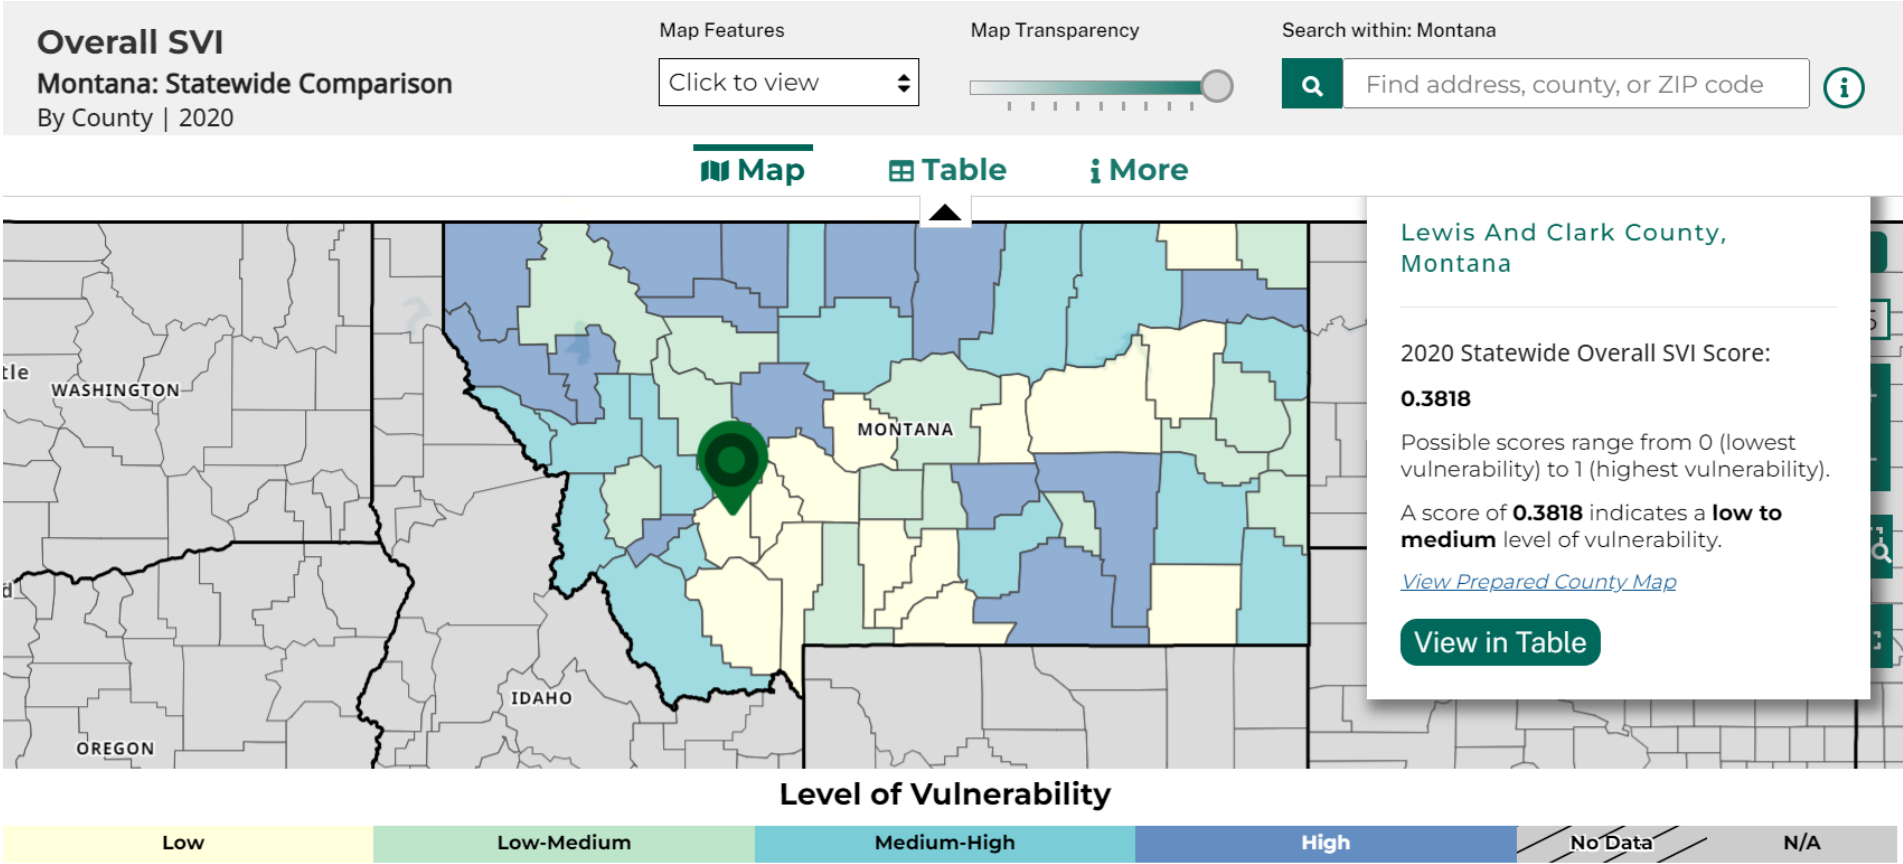 Overall SVI
Montana: Statewide Comparison
By County | 2020
Map Features
Click to view
Map Transparency
Search within: Montana
Find address, county, or ZIP code
Map
Table
More
Lewis And Clark County,
Montana
2020 Statewide Overall SVI Score:
0.3818
Possible scores range from 0 (lowest
vulnerability) to 1 (highest vulnerability).
A score of 0.3818 indicates a low to
medium level of vulnerability.
View Prepared County Map
View in Table
tle
WASHINGTON
MONTANA
d
IDAHO
OREGON
Level of Vulnerability
Low
Low-Medium
Medium-High
High
No Data
N/A